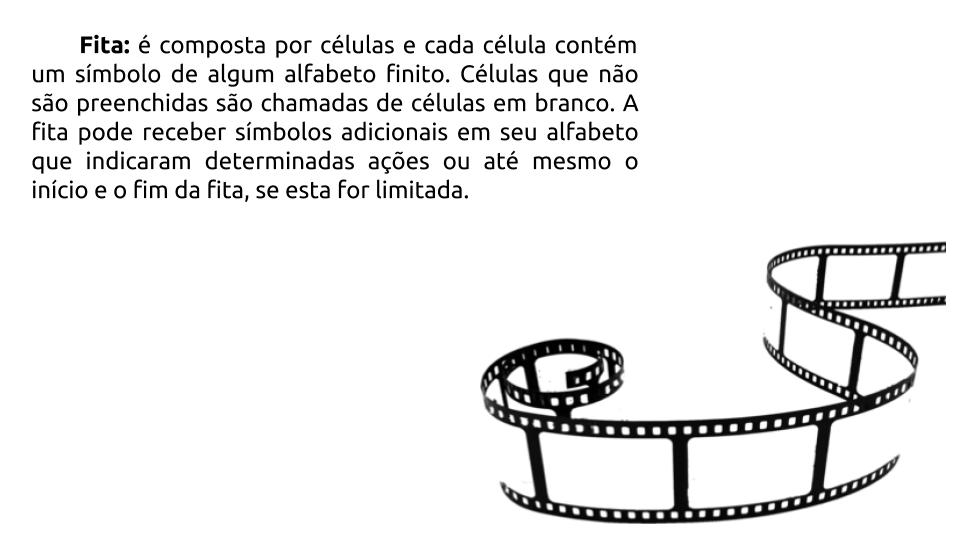 Fita: é composta por células e cada célula contém
um símbolo de algum alfabeto finito. Células que não
são preenchidas são chamadas de células em branco. A
fita pode receber símbolos adicionais em seu alfabeto
que indicaram determinadas ações ou até mesmo o
início e o fim da fita, se esta for limitada.